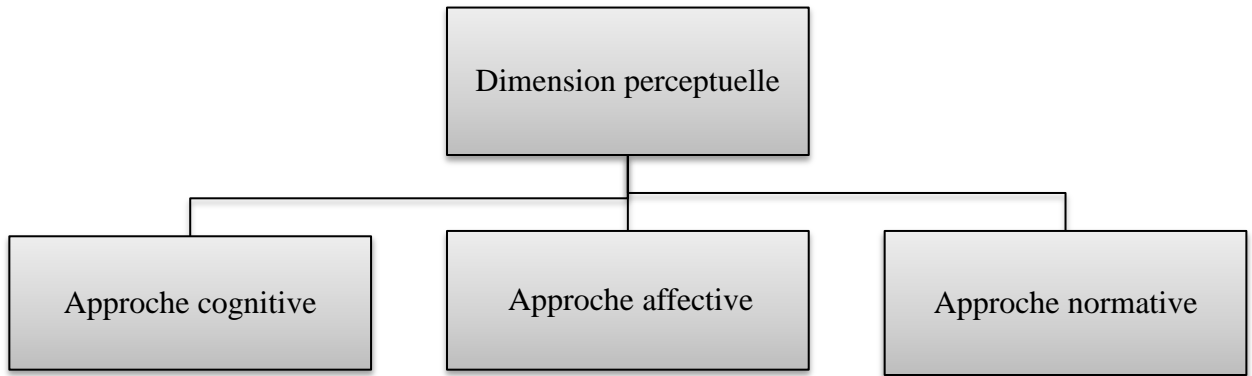 Dimension perceptuelle
Approche cognitive
Approche affective
Approche normative